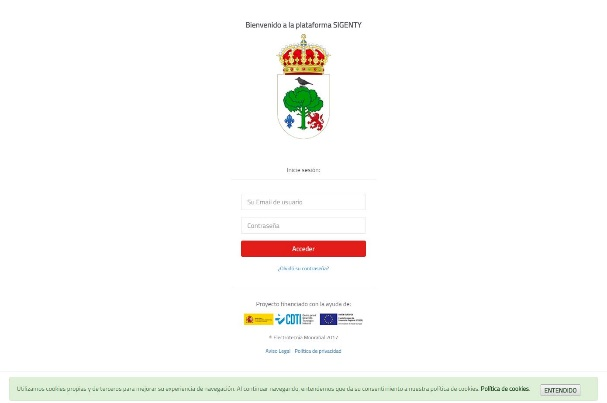 Bienvenido a la plataforma SIGENTY
Inicie sesión:
Su Email de usuario
Contraseña
Acceder
¿Olvidó su contraseña?
Proyecto financiado con la ayuda de:
CDTI
Aviso Legal Política de privacidad
Utilizamos cookies propias y de terceros para mejorar su experiencia de navegación. Al continuar navegando, entendemos que da su consentimiento a nuestra política de cookies. Política de cookies. ENTENDIDO